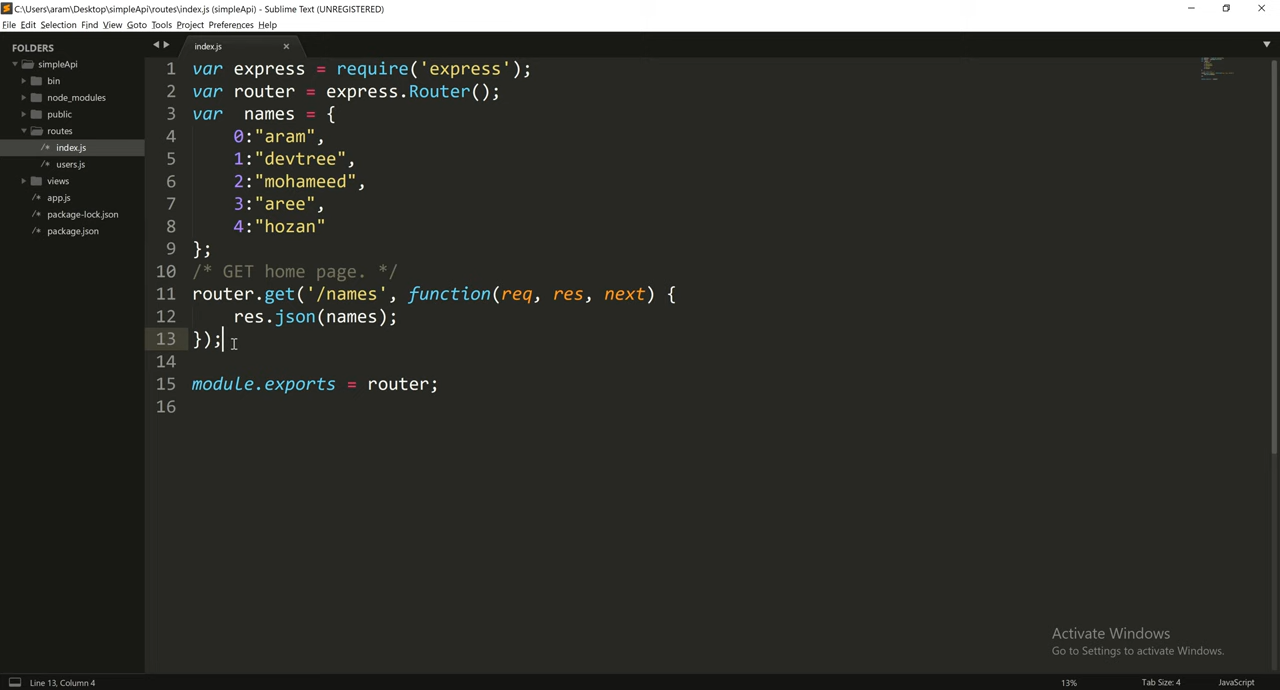 C:\Users\aram\Desktop\simpleApi\routes\index.js (simpleApi) - Sublime Text (UNREGISTERED)
File Edit Selection Find View Goto Tools Project Preferences Help
FOLDERS
simpleApi
bin
node_modules
public
routes
/* index.js
/* users.js
views
/* app.js
/* package-lock.json
/* package.json
index.js
1 var express = require('express');
2 var router = express.Router();
3 var  names = {
4     0:"aram",
5     1:"devtree",
6     2:"mohameed",
7     3:"aree",
8     4:"hozan"
9 };
10 /* GET home page. */
11 router.get('/names', function(req, res, next) {
12     res.json(names);
13 });
14
15 module.exports = router;
16
Activate Windows
Go to Settings to activate Windows.
Line 13, Column 4
13%
Tab Size: 4
JavaScript